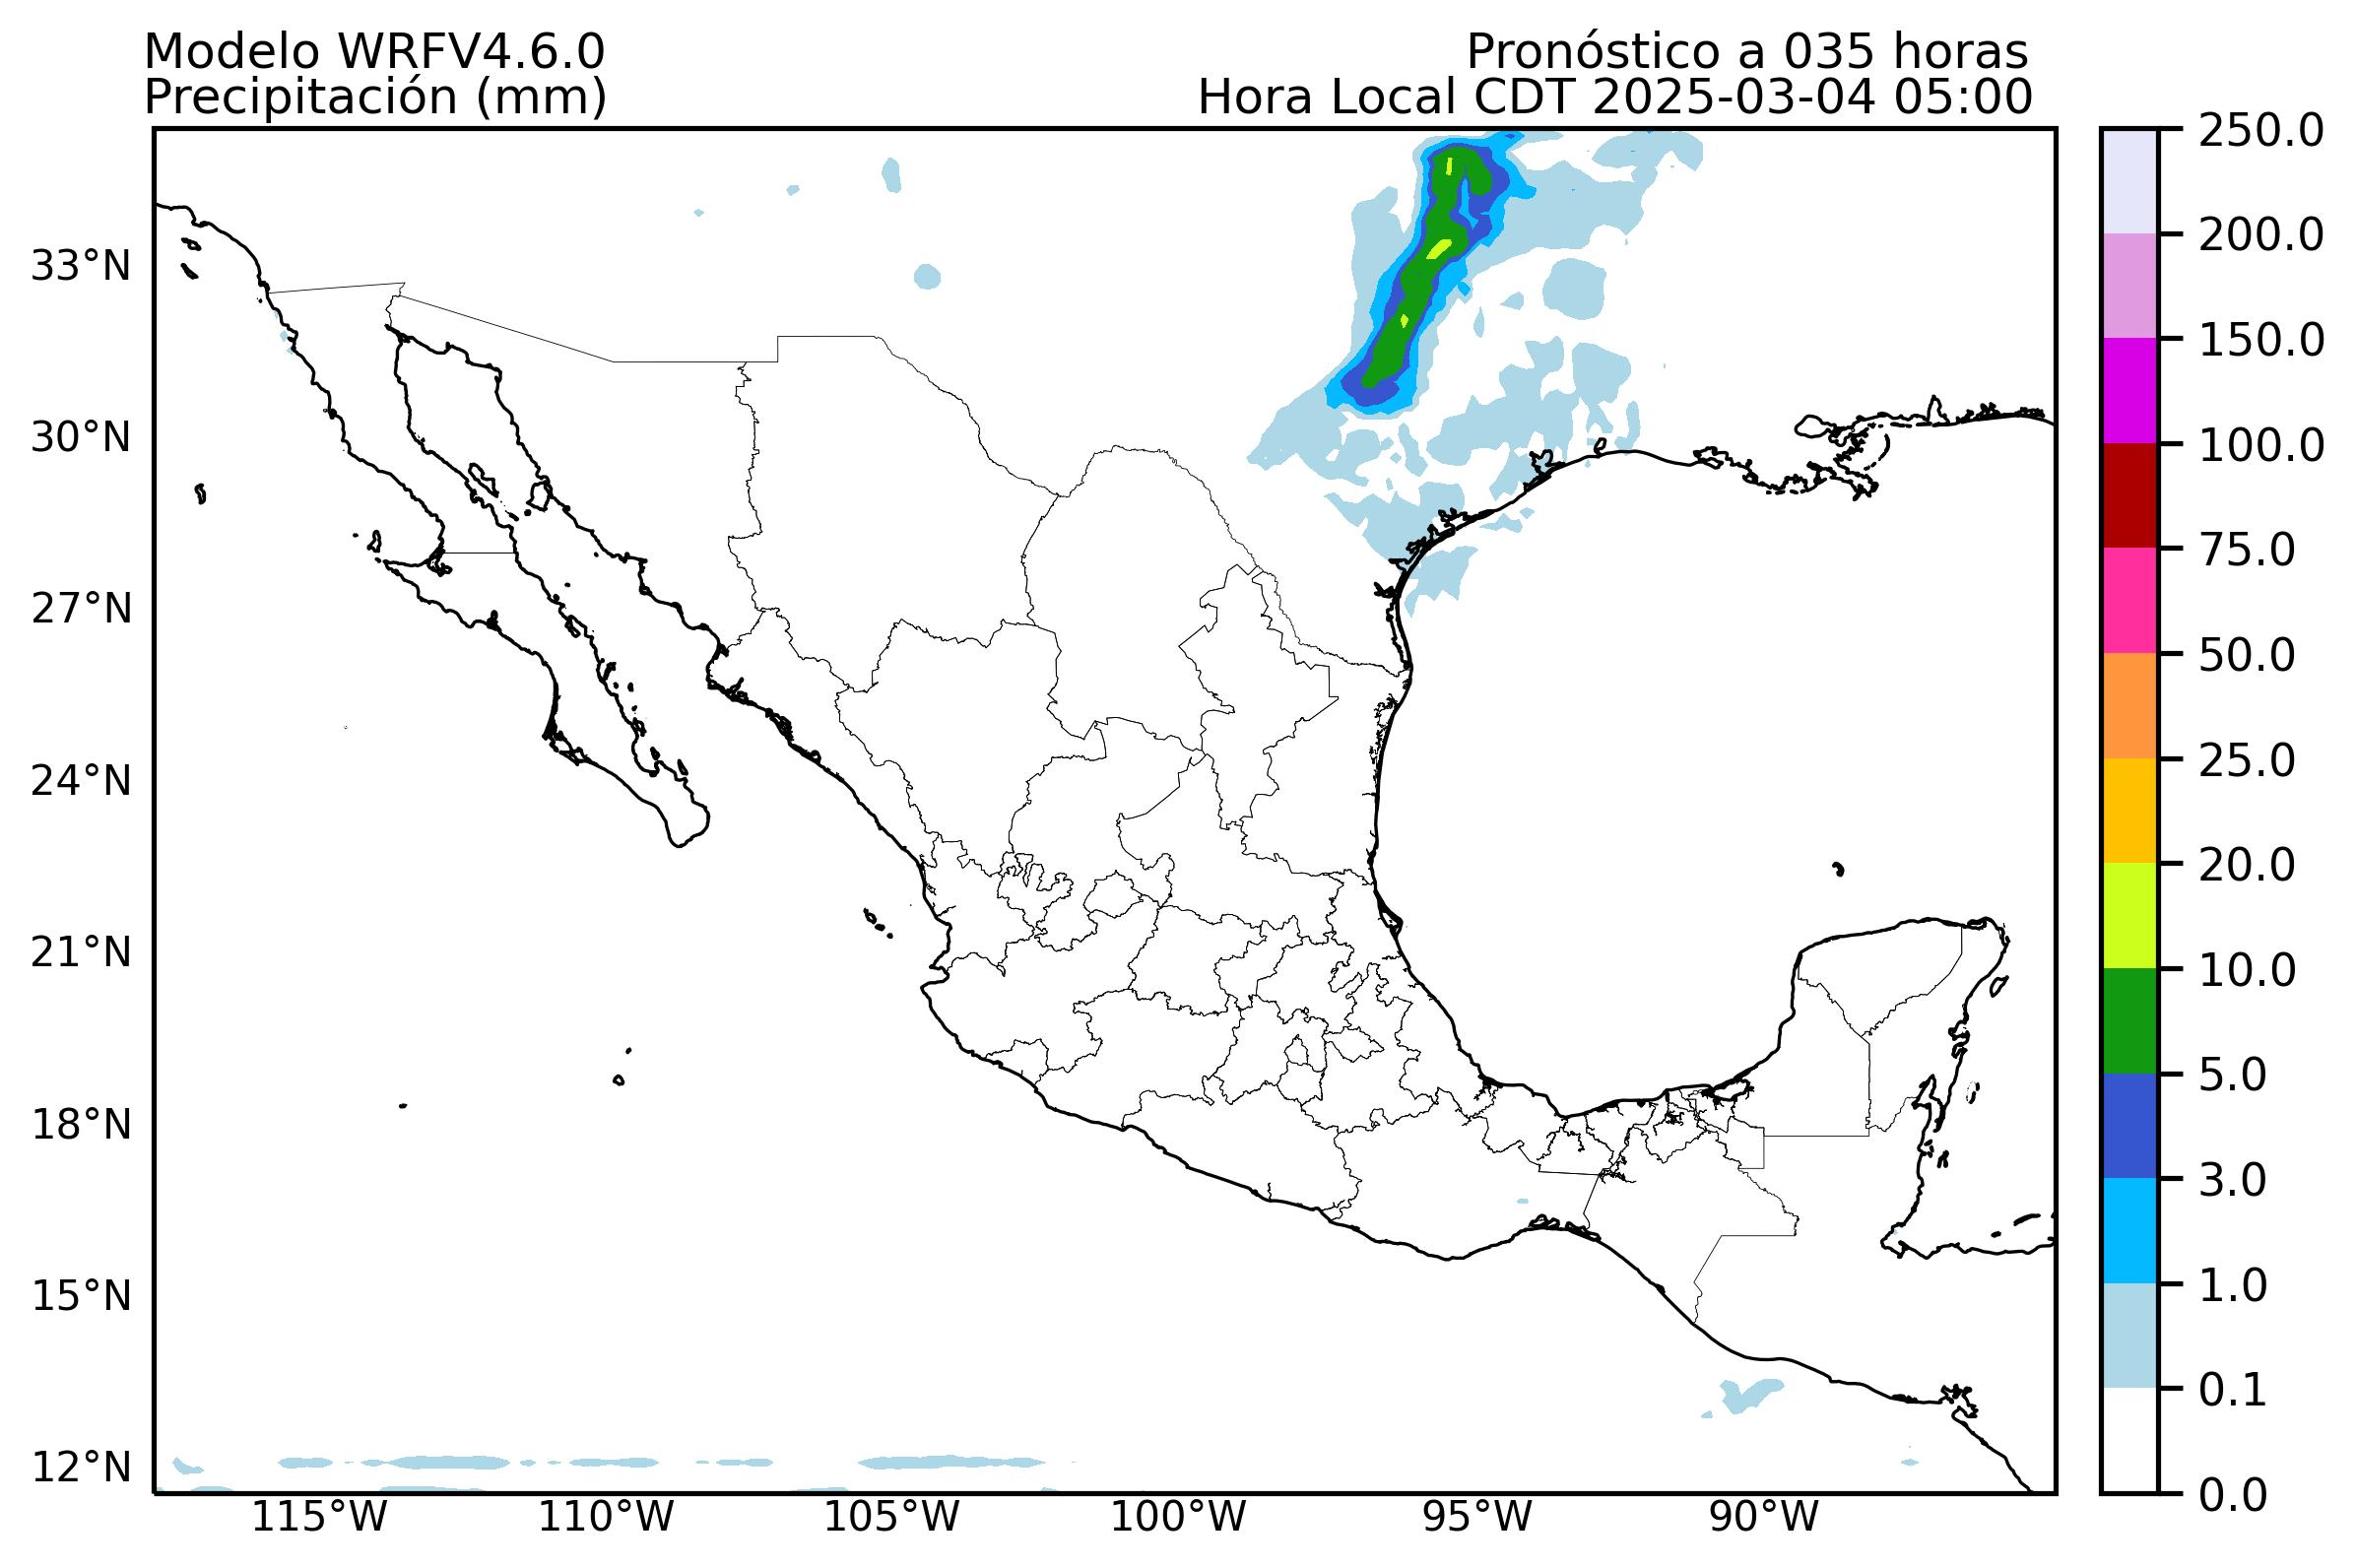 Modelo WRFV4.6.0
Precipitación (mm)
Pronóstico a 035 horas
Hora Local CDT 2025-03-04 05:00
33°N
30°N
27°N
24°N
21°N
18°N
15°N
12°N
115°W
110°W
105°W
100°W
95°W
90°W
250.0
200.0
150.0
100.0
75.0
50.0
25.0
20.0
10.0
5.0
3.0
1.0
0.1
0.0